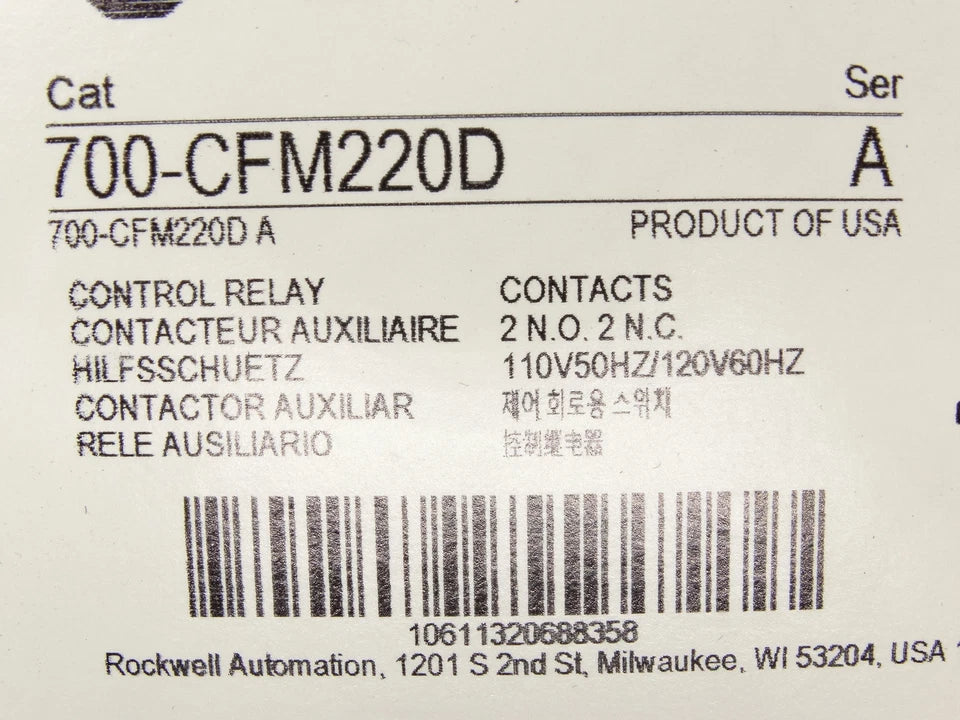 Cat Ser
700-CFM220D A
700-CFM220D A PRODUCT OF USA
CONTROL RELAY CONTACTS
CONTACTEUR AUXILIAIRE 2 N.O. 2 N.C.
HILFSSCHUETZ 110V50HZ/120V60HZ
CONTACTOR AUXILIAR 제어 회로용 스위치
RELE AUSILIARIO 控制继电器
10611320688358
Rockwell Automation, 1201 S 2nd St, Milwaukee, WI 53204, USA